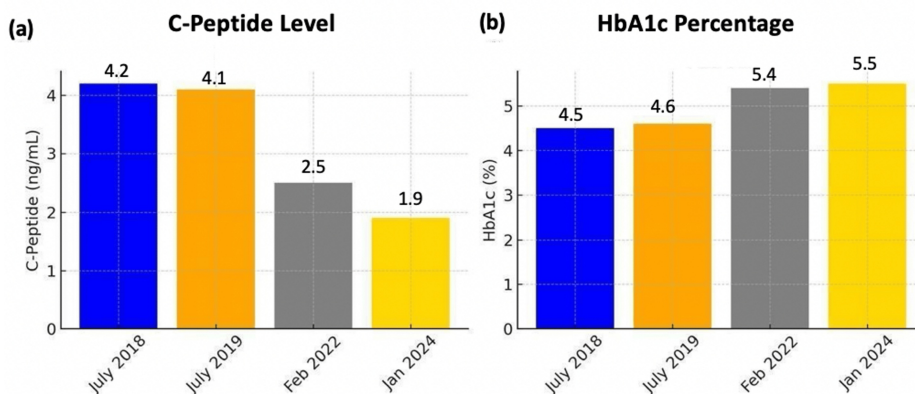 (a)
C-Peptide Level
C-Peptide (ng/mL)
4
3
2
1
0
4.2
4.1
2.5
1.9
July 2018
July 2019
Feb 2022
Jan 2024
(b)
HbA1c Percentage
HbA1c (%)
5
4
3
2
1
0
4.5
4.6
5.4
5.5
July 2018
July 2019
Feb 2022
Jan 2024